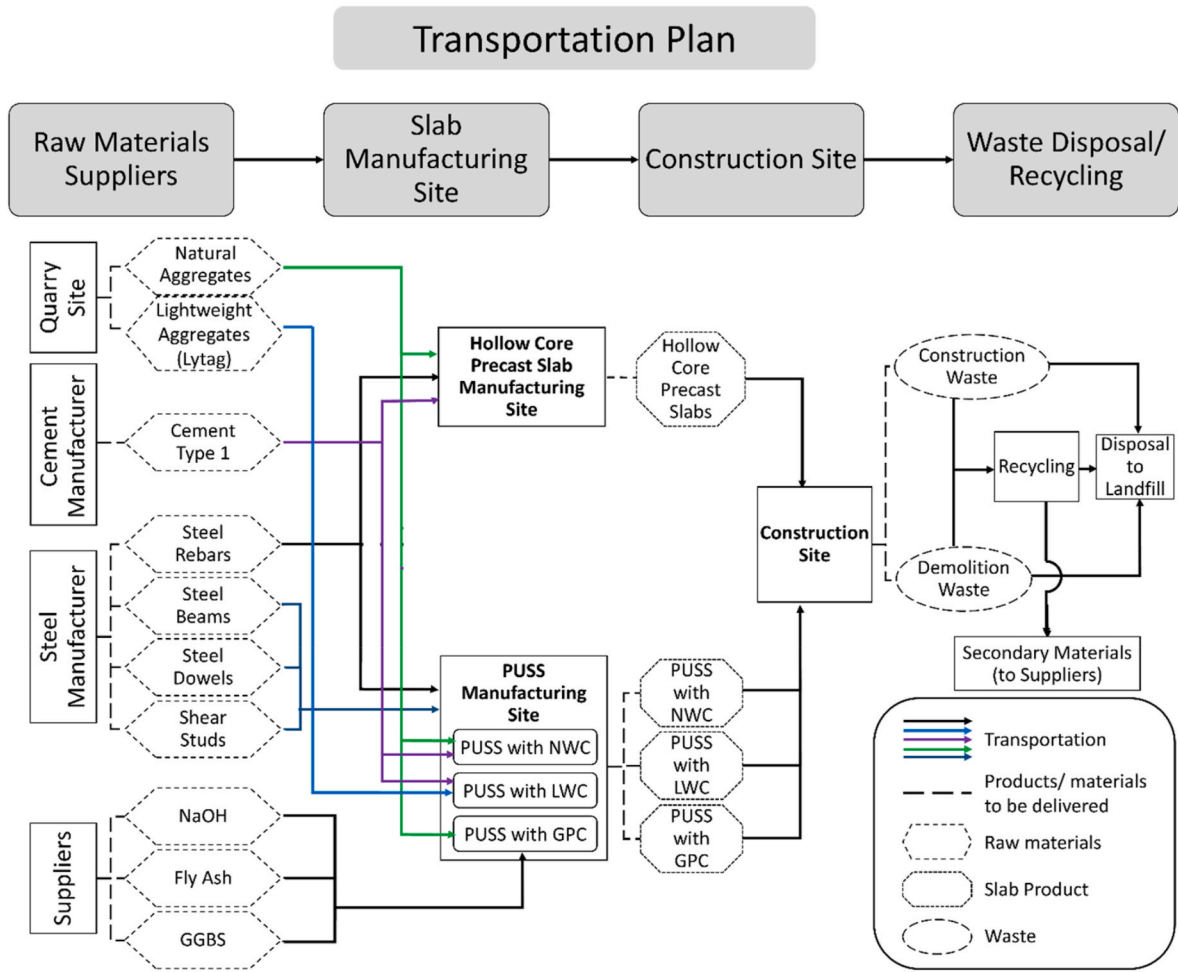 Transportation Plan
Raw Materials
Suppliers
Slab
Manufacturing
Site
Construction Site
Waste Disposal/
Recycling
Quarry
Site
Natural
Aggregates
Lightweight
Aggregates
(Lytag)
Cement
Manufacturer
Cement
Type 1
Steel
Manufacturer
Steel
Rebars
Steel
Beams
Steel
Dowels
Shear
Studs
Suppliers
NaOH
Fly Ash
GGBS
Hollow Core
Precast Slab
Manufacturing
Site
PUSS
Manufacturing
Site
PUSS with NWC
PUSS with LWC
PUSS with GPC
Hollow
Core
Precast
Slabs
PUSS
with
NWC
PUSS
with
LWC
PUSS
with
GPC
Construction
Site
Construction
Waste
Recycling
Disposal
to
Landfill
Demolition
Waste
Secondary Materials
(to Suppliers)
Transportation
Products/ materials
to be delivered
Raw materials
Slab Product
Waste